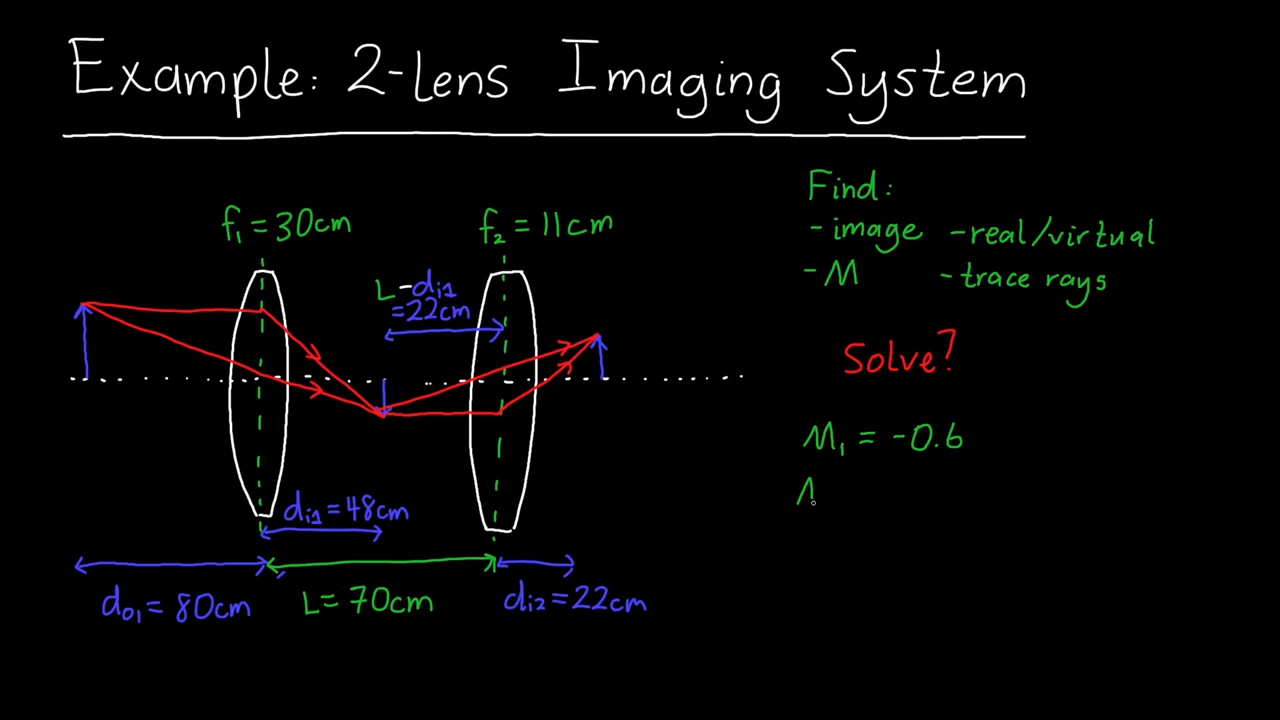 Example: 2-Lens Imaging System
Find:
-image -real/virtual
-M -trace rays
f₁ = 30cm
f₂ = 11cm
L-di1
=22cm
Solve?
M₁ = -0.6
di1=48cm
do1=80cm
L=70cm
di2=22cm